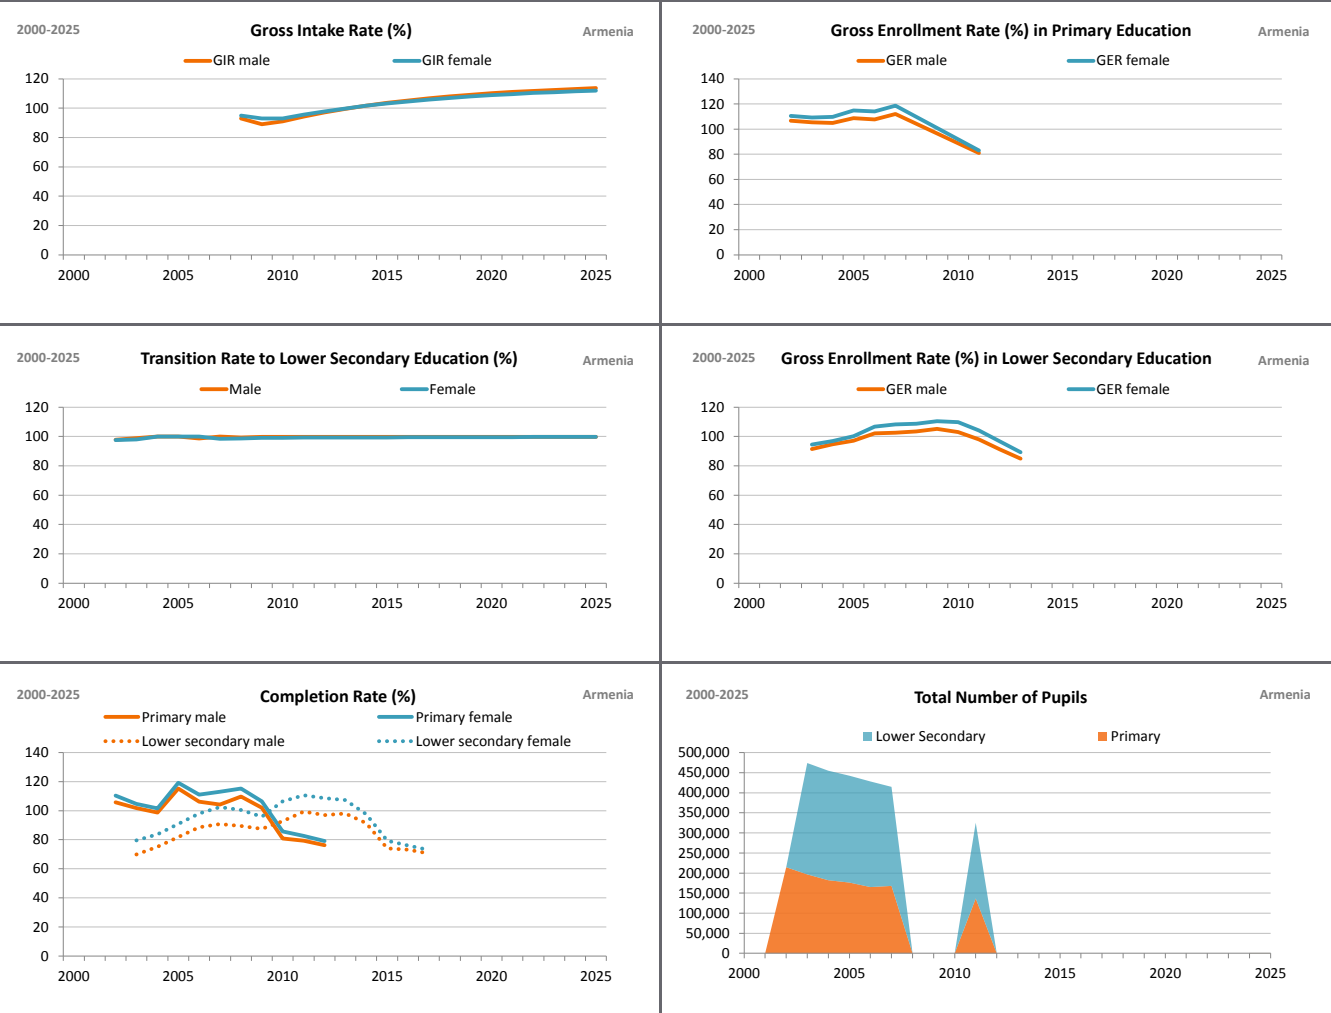 2000-2025 Gross Intake Rate (%) Armenia
GIR male GIR female
120
100
80
60
40
20
0
2000 2005 2010 2015 2020 2025
2000-2025 Gross Enrollment Rate (%) in Primary Education Armenia
GER male GER female
140
120
100
80
60
40
20
0
2000 2005 2010 2015 2020 2025
2000-2025 Transition Rate to Lower Secondary Education (%) Armenia
Male Female
120
100
80
60
40
20
0
2000 2005 2010 2015 2020 2025
2000-2025 Gross Enrollment Rate (%) in Lower Secondary Education Armenia
GER male GER female
120
100
80
60
40
20
0
2000 2005 2010 2015 2020 2025
2000-2025 Completion Rate (%) Armenia
Primary male Primary female
Lower secondary male Lower secondary female
140
120
100
80
60
40
20
0
2000 2005 2010 2015 2020 2025
2000-2025 Total Number of Pupils Armenia
Lower Secondary Primary
500,000
450,000
400,000
350,000
300,000
250,000
200,000
150,000
100,000
50,000
0
2000 2005 2010 2015 2020 2025